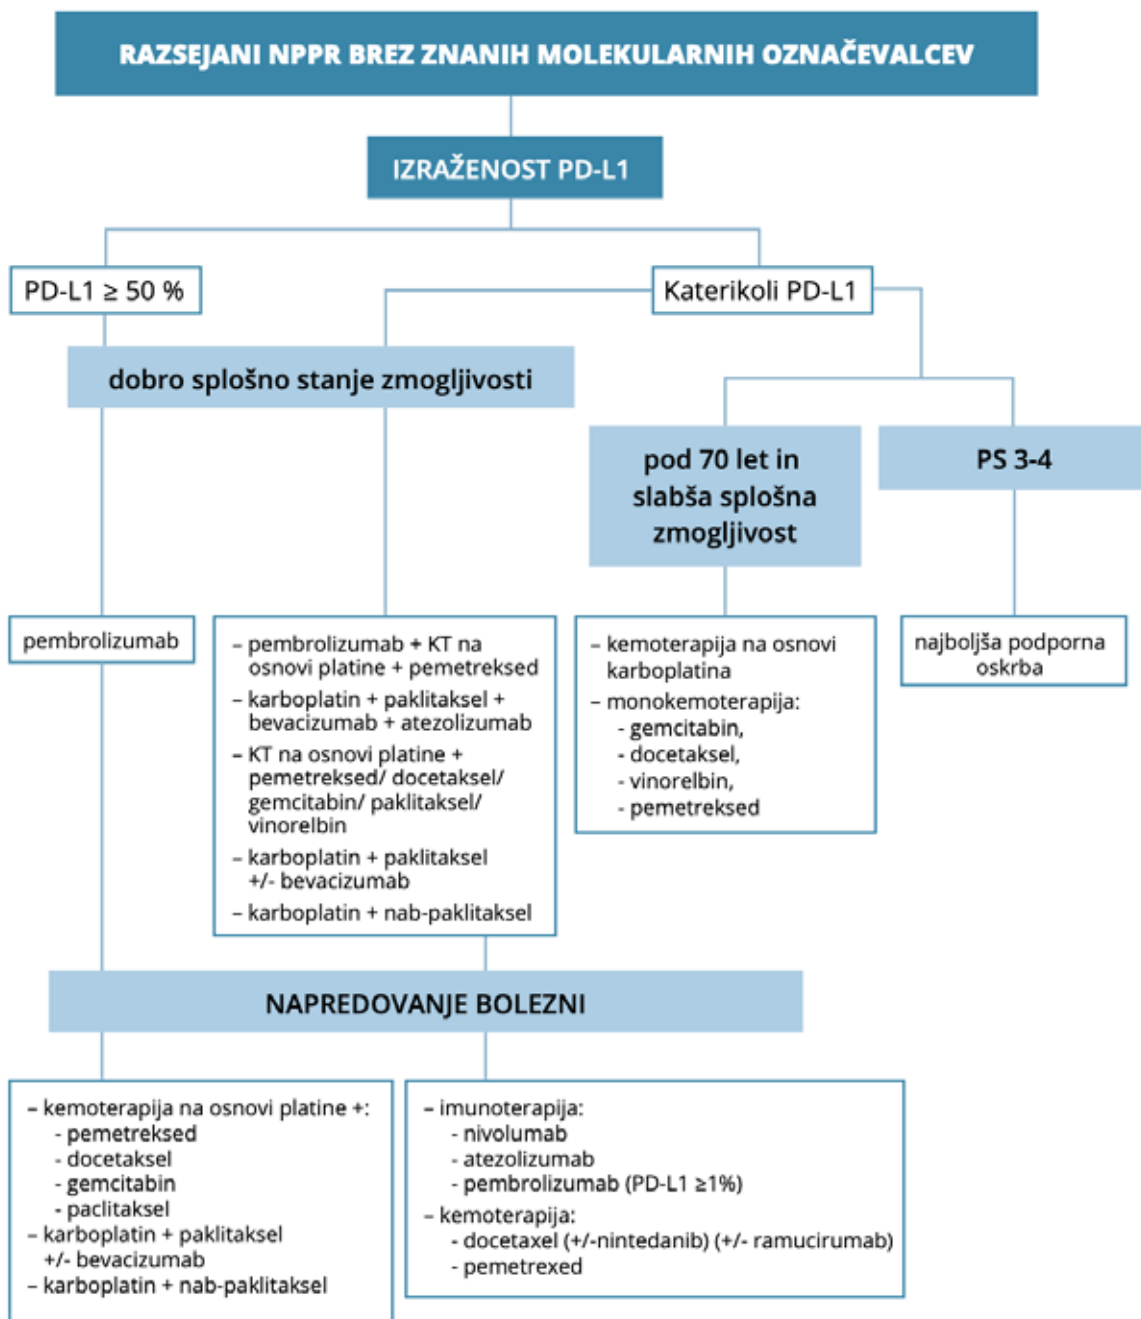 RAZSEJANI NPPR BREZ ZNANIH MOLEKULARNIH OZNAČEVALCEV
IZRAŽENOST PD-L1
PD-L1 ≥ 50 %
Katerikoli PD-L1
dobro splošno stanje zmogljivosti
pod 70 let in
slabša splošna
zmogljivost
PS 3-4
pembrolizumab
– pembrolizumab + KT na
osnovi platine + pemetreksed
– karboplatin + paklitaksel +
bevacizumab + atezolizumab
– KT na osnovi platine +
pemetreksed/ docetaksel/
gemcitabin/ paklitaksel/
vinorelbin
– karboplatin + paklitaksel
+/- bevacizumab
– karboplatin + nab-paklitaksel
– kemoterapija na osnovi
karboplatina
– monokemoterapija:
- gemcitabin,
- docetaksel,
- vinorelbin,
- pemetreksed
najboljša podporna
oskrba
NAPREDOVANJE BOLEZNI
– kemoterapija na osnovi platine +:
- pemetreksed
- docetaksel
- gemcitabin
- paclitaksel
– karboplatin + paklitaksel
+/- bevacizumab
– karboplatin + nab-paklitaksel
– imunoterapija:
- nivolumab
- atezolizumab
- pembrolizumab (PD-L1 ≥1%)
– kemoterapija:
- docetaxel (+/-nintedanib) (+/- ramucirumab)
- pemetrexed